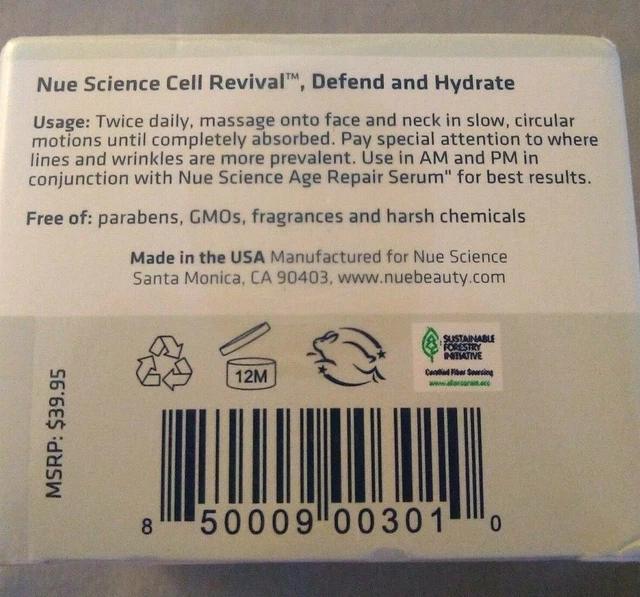 Nue Science Cell Revival™, Defend and Hydrate
Usage: Twice daily, massage onto face and neck in slow, circular
motions until completely absorbed. Pay special attention to where
lines and wrinkles are more prevalent. Use in AM and PM in
conjunction with Nue Science Age Repair Serum" for best results.
Free of: parabens, GMOs, fragrances and harsh chemicals
Made in the USA Manufactured for Nue Science
Santa Monica, CA 90403, www.nuebeauty.com
MSRP: $39.95
12M
SUSTAINABLE
FORESTRY
INITIATIVE
Certified Fiber Sourcing
8 50009 00301 0